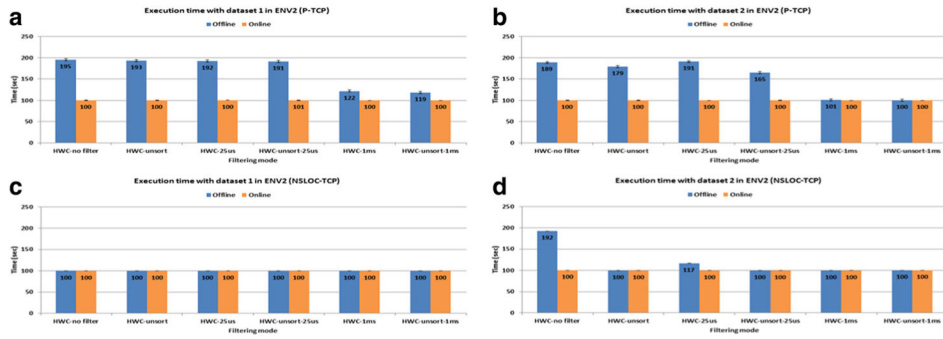 a
Execution time with dataset 1 in ENV2 (P-TCP)
Offline Online
250
200
150
100
50
0
Time (sec)
195 100 193 100 192 100 191 101 122 100 119 100
HWC-no filter HWC-unsort HWC-25us HWC-unsort-25us HWC-1ms HWC-unsort-1ms
Filtering mode
b
Execution time with dataset 2 in ENV2 (P-TCP)
Offline Online
250
200
150
100
50
0
Time (sec)
189 100 179 100 191 100 165 100 101 100 100 100
HWC-no filter HWC-unsort HWC-25us HWC-unsort-25us HWC-1ms HWC-unsort-1ms
Filtering mode
c
Execution time with dataset 1 in ENV2 (NSLOC-TCP)
Offline Online
250
200
150
100
50
0
Time (sec)
100 100 100 100 100 100 100 100 100 100 100 100
HWC-no filter HWC-unsort HWC-25us HWC-unsort-25us HWC-1ms HWC-unsort-1ms
Filtering mode
d
Execution time with dataset 2 in ENV2 (NSLOC-TCP)
Offline Online
250
200
150
100
50
0
Time (sec)
192 100 100 100 117 100 100 100 100 100 100 100
HWC-no filter HWC-unsort HWC-25us HWC-unsort-25us HWC-1ms HWC-unsort-1ms
Filtering mode